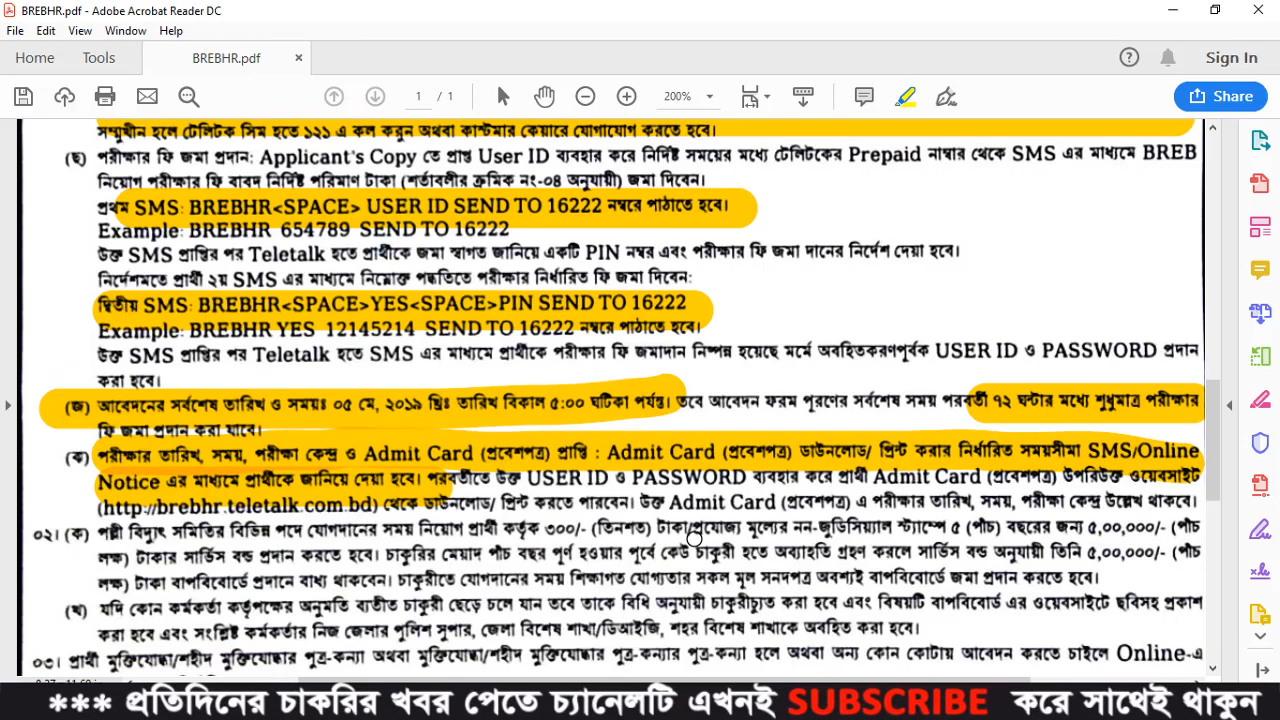 BREBHR.pdf - Adobe Acrobat Reader DC
File Edit View Window Help
Home Tools BREBHR.pdf × Sign In
1 / 1 200% Share
সম্মুখীন হলে টেলিটক সিম হতে ১২১ এ কল করুন অথবা কাস্টমার কেয়ারে যোগাযোগ করতে হবে।
(ছ) পরীক্ষার ফি জমা প্রদান: Applicant's Copy তে প্রাপ্ত User ID ব্যবহার করে নির্দিষ্ট সময়ের মধ্যে টেলিটকের Prepaid নাম্বার থেকে SMS এর মাধ্যমে BREB
নিয়োগ পরীক্ষার ফি বাবদ নির্দিষ্ট পরিমাণ টাকা (শর্তাবলীর ক্রমিক নং-০৪ অনুযায়ী) জমা দিবেন।
প্রথম SMS: BREBHR<SPACE> USER ID SEND TO 16222 নম্বরে পাঠাতে হবে।
Example: BREBHR 654789 SEND TO 16222
উক্ত SMS প্রাপ্তির পর Teletalk হতে প্রার্থীকে জমা স্বাগত জানিয়ে একটি PIN নম্বর এবং পরীক্ষার ফি জমা দানের নির্দেশ দেয়া হবে।
নির্দেশমতে প্রার্থী ২য় SMS এর মাধ্যমে নিম্নোক্ত পদ্ধতিতে পরীক্ষার নির্ধারিত ফি জমা দিবেন:
দ্বিতীয় SMS: BREBHR<SPACE>YES<SPACE>PIN SEND TO 16222
Example: BREBHR YES 12145214 SEND TO 16222 নম্বরে পাঠাতে হবে।
উক্ত SMS প্রাপ্তির পর Teletalk হতে SMS এর মাধ্যমে প্রার্থীকে পরীক্ষার ফি জমাদান নিষ্পন্ন হয়েছে মর্মে অবহিতকরণপূর্বক USER ID ও PASSWORD প্রদান
করা হবে।
(জ) আবেদনের সর্বশেষ তারিখ ও সময়ঃ ০৫ মে, ২০১৯ খ্রিঃ তারিখ বিকাল ৫:০০ ঘটিকা পর্যন্ত। তবে আবেদন ফরম পূরণের সর্বশেষ সময় পরবর্তী ৭২ ঘন্টার মধ্যে শুধুমাত্র পরীক্ষার
ফি জমা প্রদান করা যাবে।
(ক) পরীক্ষার তারিখ, সময়, পরীক্ষা কেন্দ্র ও Admit Card (প্রবেশপত্র) প্রাপ্তি : Admit Card (প্রবেশপত্র) ডাউনলোড/ প্রিন্ট করার নির্ধারিত সময়সীমা SMS/Online
Notice এর মাধ্যমে প্রার্থীকে জানিয়ে দেয়া হবে। পরবর্তীতে উক্ত USER ID ও PASSWORD ব্যবহার করে প্রার্থী Admit Card (প্রবেশপত্র) উপরিউক্ত ওয়েবসাইট
(http://brebhr.teletalk.com.bd) থেকে ডাউনলোড/ প্রিন্ট করতে পারবেন। উক্ত Admit Card (প্রবেশপত্র) এ পরীক্ষার তারিখ, সময়, পরীক্ষা কেন্দ্র উল্লেখ থাকবে।
০২। (ক) পল্লী বিদ্যুৎ সমিতির বিভিন্ন পদে যোগদানের সময় নিয়োগ প্রার্থী কর্তৃক ৩০০/- (তিনশত) টাকা/প্রযোজ্য মূল্যের নন-জুডিসিয়াল স্ট্যাম্পে ৫ (পাঁচ) বছরের জন্য ৫,০০,০০০/- (পাঁচ
লক্ষ) টাকার সার্ভিস বন্ড প্রদান করতে হবে। চাকুরির মেয়াদ পাঁচ বছর পূর্ণ হওয়ার পূর্বে কেউ চাকুরী হতে অব্যাহতি গ্রহণ করলে সার্ভিস বন্ড অনুযায়ী তিনি ৫,০০,০০০/- (পাঁচ
লক্ষ) টাকা বাপবিবোর্ডে প্রদানে বাধ্য থাকবেন। চাকুরীতে যোগদানের সময় শিক্ষাগত যোগ্যতার সকল মূল সনদপত্র অবশ্যই বাপবিবোর্ডে জমা প্রদান করতে হবে।
(খ) যদি কোন কর্মকর্তা কর্তৃপক্ষের অনুমতি ব্যতীত চাকুরী ছেড়ে চলে যান তবে তাকে বিধি অনুযায়ী চাকুরীচ্যুত করা হবে এবং বিষয়টি বাপবিবোর্ড এর ওয়েবসাইটে ছবিসহ প্রকাশ
করা হবে এবং সংশ্লিষ্ট কর্মকর্তার নিজ জেলার পুলিশ সুপার, জেলা বিশেষ শাখা/ডিআইজি, শহর বিশেষ শাখাকে অবহিত করা হবে।
০৩। প্রার্থী মুক্তিযোদ্ধা/শহীদ মুক্তিযোদ্ধার পুত্র-কন্যা অথবা মুক্তিযোদ্ধা/শহীদ মুক্তিযোদ্ধার পুত্র-কন্যার পুত্র-কন্যা হলে অথবা অন্য কোন কোটায় আবেদন করতে চাইলে Online-এ
*** প্রতিদিনের চাকরির খবর পেতে চ্যানেলটি এখনই SUBSCRIBE করে সাথেই থাকুন